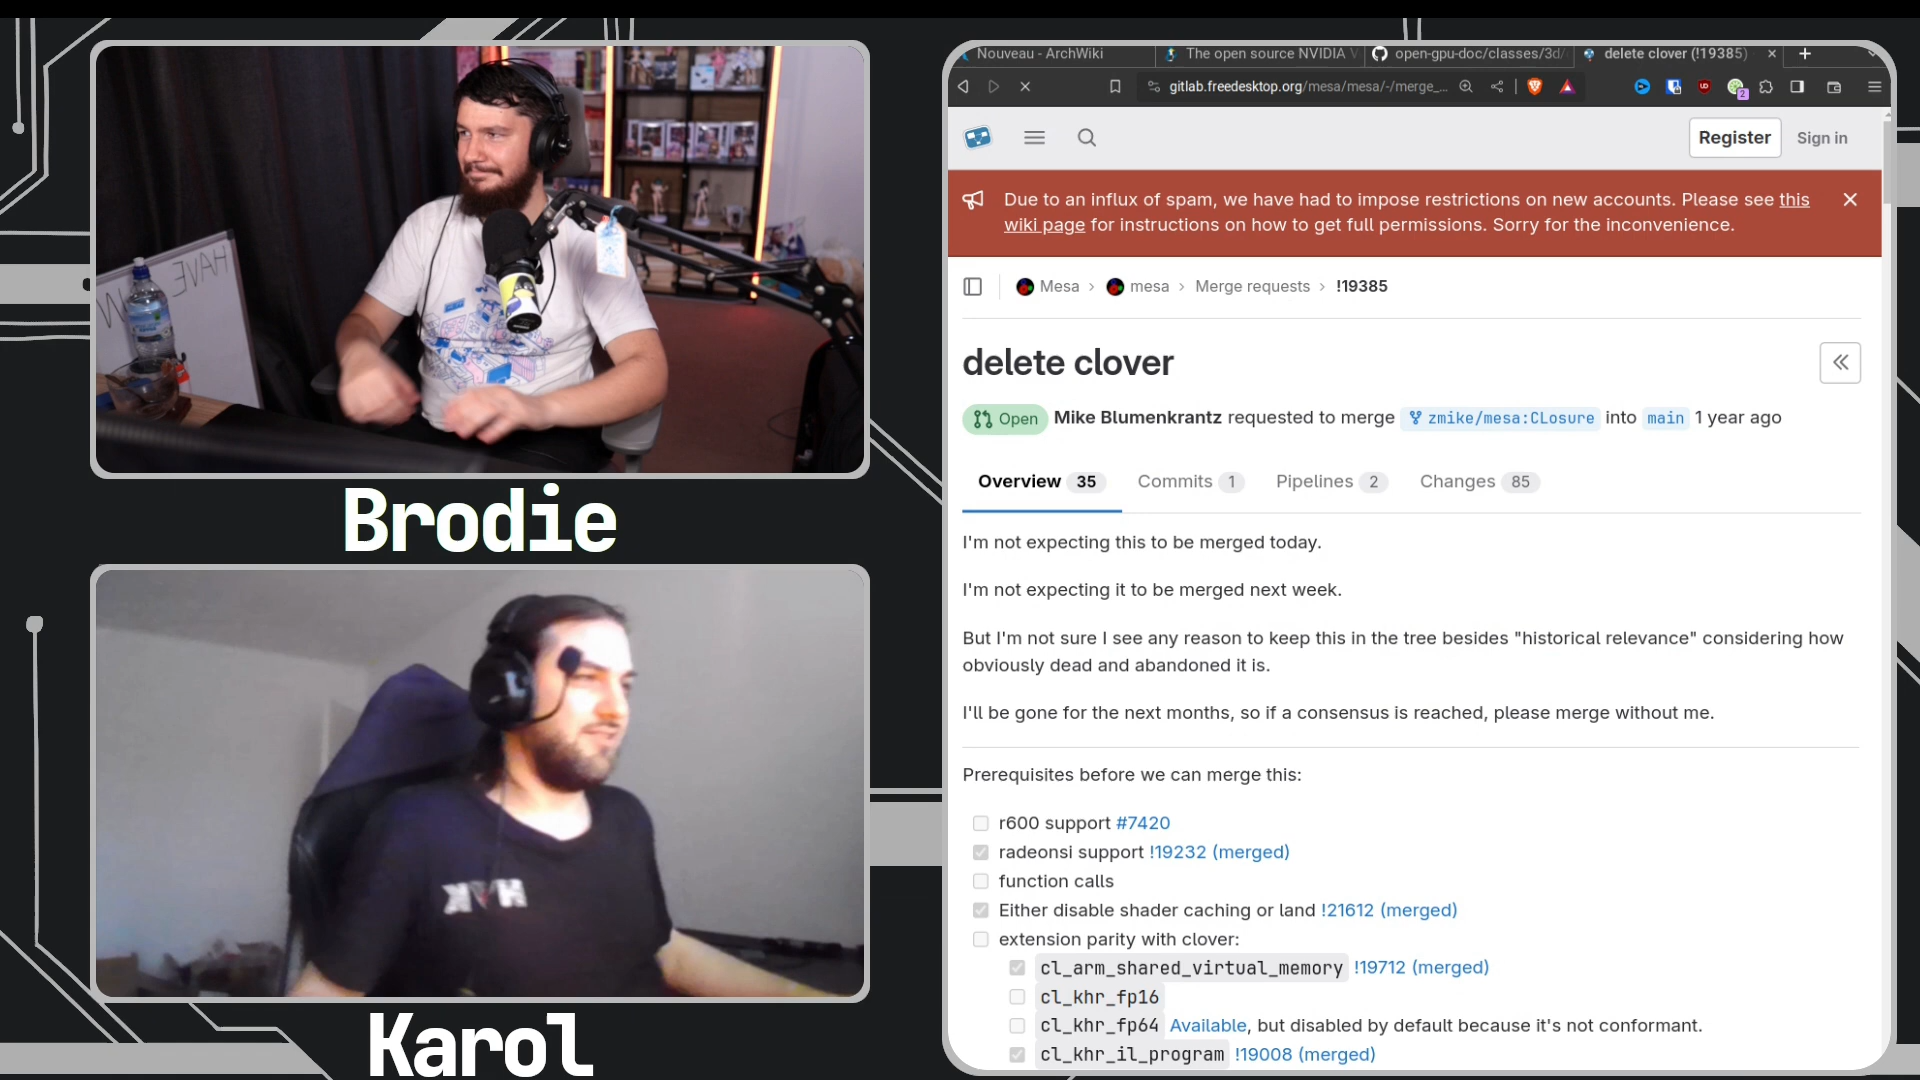 HAVE
Brodie
Karol
Nouveau - ArchWiki
The open source NVIDIA V
open-gpu-doc/classes/3d/
delete clover (!19385)
gitlab.freedesktop.org/mesa/mesa/-/merge_...
2
Register
Sign in
Due to an influx of spam, we have had to impose restrictions on new accounts. Please see this
wiki page for instructions on how to get full permissions. Sorry for the inconvenience.
Mesa › mesa › Merge requests › !19385
delete clover
Open Mike Blumenkrantz requested to merge zmike/mesa:CLosure into main 1 year ago
Overview 35 Commits 1 Pipelines 2 Changes 85
I'm not expecting this to be merged today.
I'm not expecting it to be merged next week.
But I'm not sure I see any reason to keep this in the tree besides "historical relevance" considering how
obviously dead and abandoned it is.
I'll be gone for the next months, so if a consensus is reached, please merge without me.
Prerequisites before we can merge this:
r600 support #7420
radeonsi support !19232 (merged)
function calls
Either disable shader caching or land !21612 (merged)
extension parity with clover:
cl_arm_shared_virtual_memory !19712 (merged)
cl_khr_fp16
cl_khr_fp64 Available, but disabled by default because it's not conformant.
cl_khr_il_program !19008 (merged)